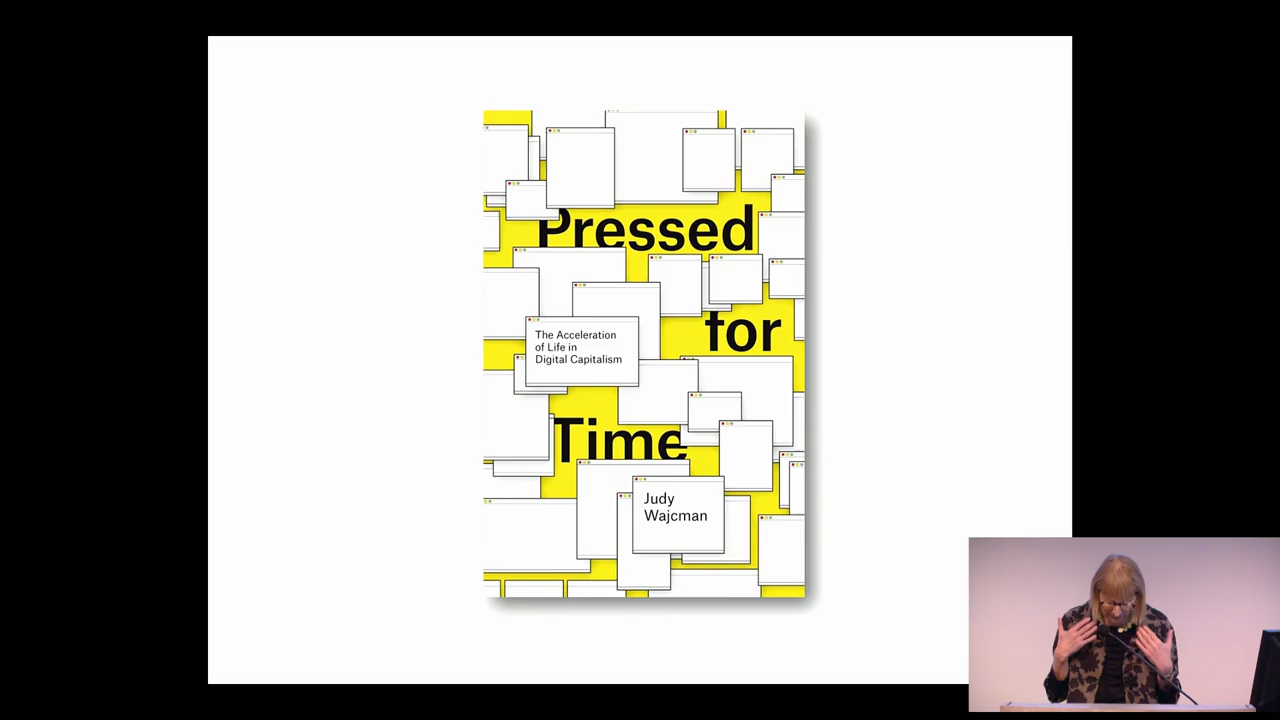 Pressed
for
The Acceleration
of Life in
Digital Capitalism
Time
Judy
Wajcman